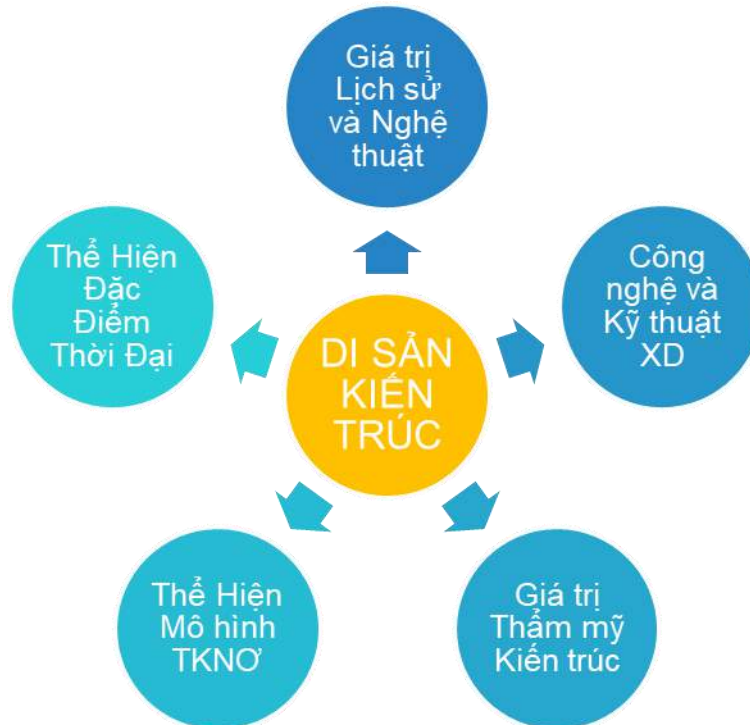 Giá trị
Lịch sử
và Nghệ
thuật
Công
nghệ và
Kỹ thuật
XD
Giá trị
Thẩm mỹ
Kiến trúc
Thể Hiện
Mô hình
TKNƠ
Thể Hiện
Đặc
Điểm
Thời Đại
DI SẢN
KIẾN
TRÚC